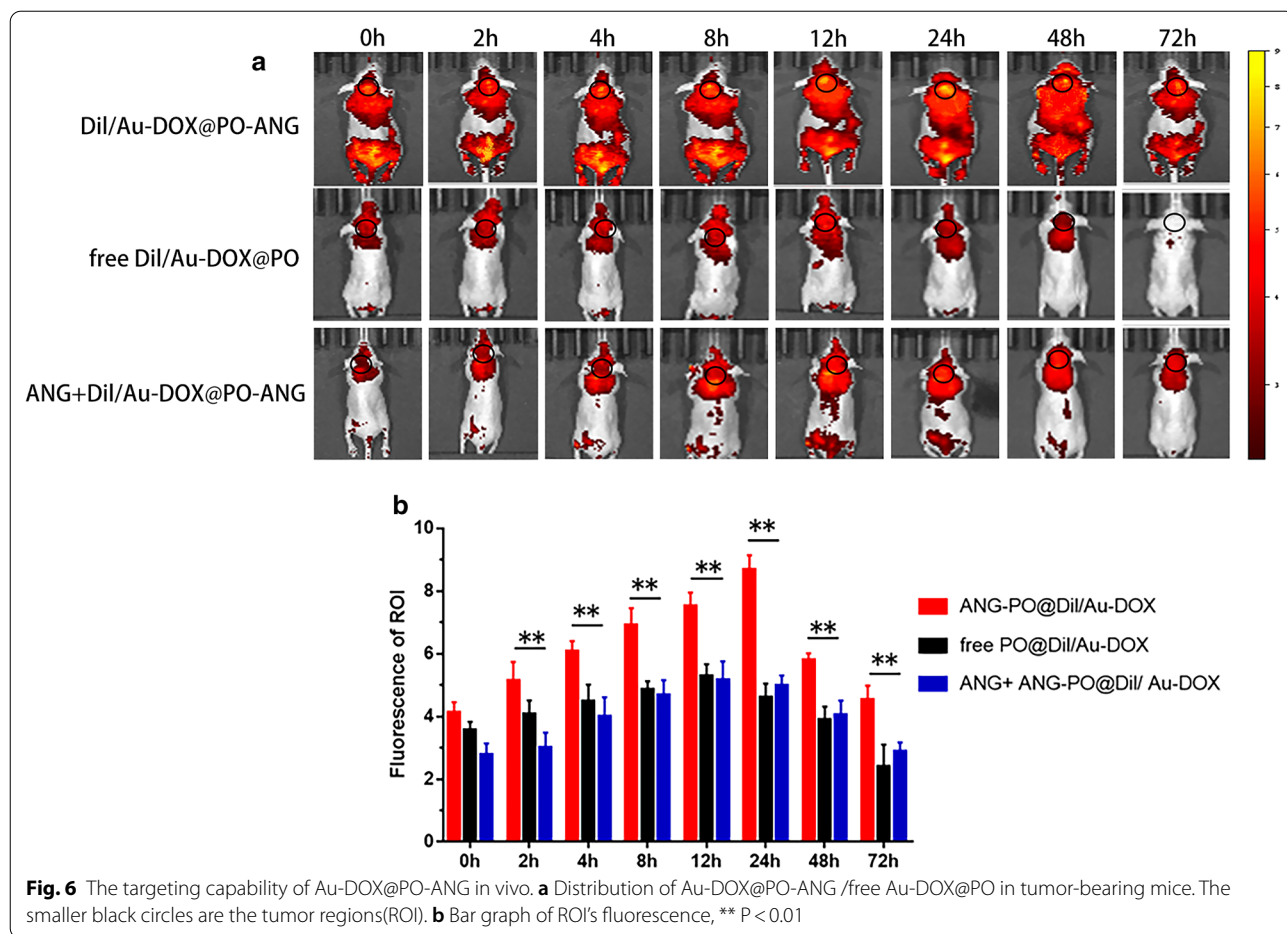 0h 2h 4h 8h 12h 24h 48h 72h
a
Dil/Au-DOX@PO-ANG
free Dil/Au-DOX@PO
ANG+Dil/Au-DOX@PO-ANG
b
10
8
6
4
2
0
Fluorescence of ROI
** ** ** ** ** ** **
0h 2h 4h 8h 12h 24h 48h 72h
ANG-PO@Dil/Au-DOX
free PO@Dil/Au-DOX
ANG+ ANG-PO@Dil/ Au-DOX
Fig. 6 The targeting capability of Au-DOX@PO-ANG in vivo. a Distribution of Au-DOX@PO-ANG /free Au-DOX@PO in tumor-bearing mice. The
smaller black circles are the tumor regions(ROI). b Bar graph of ROI's fluorescence, ** P < 0.01